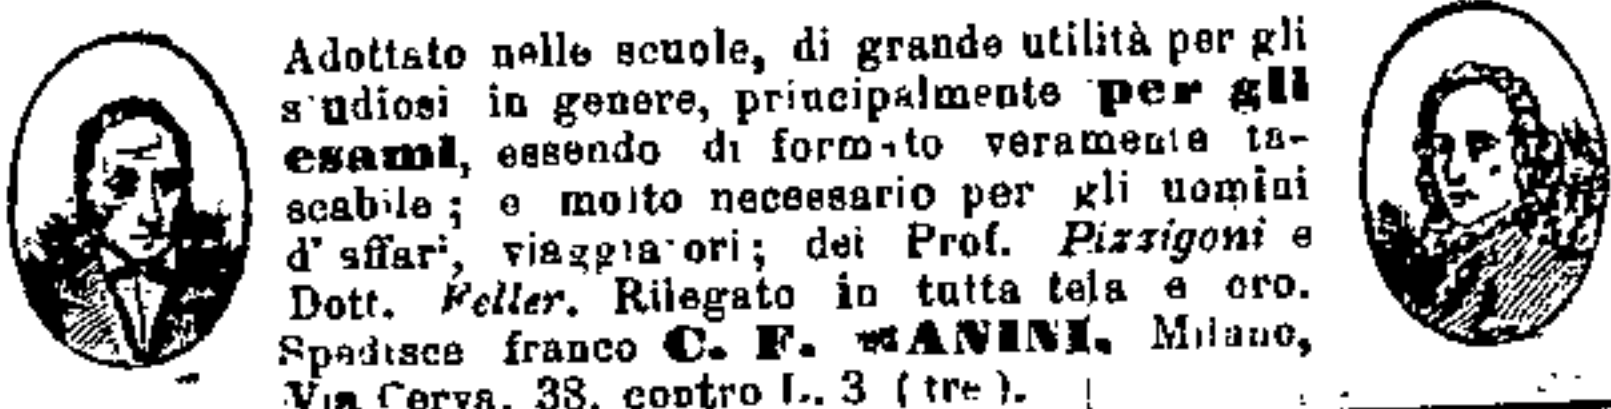 Adottato nelle scuole, di grande utilità per gli
studiosi in genere, principalmente per gli
esami, essendo di formato veramente ta-
scabile; e molto necessario per gli uomini
d'affari, viaggiatori; dei Prof. Pizzigoni e
Dott. Feller. Rilegato in tutta tela e oro.
Spedisce franco C. F. MANINI, Milano,
Via Cerva, 38, contro L. 3 (tre).